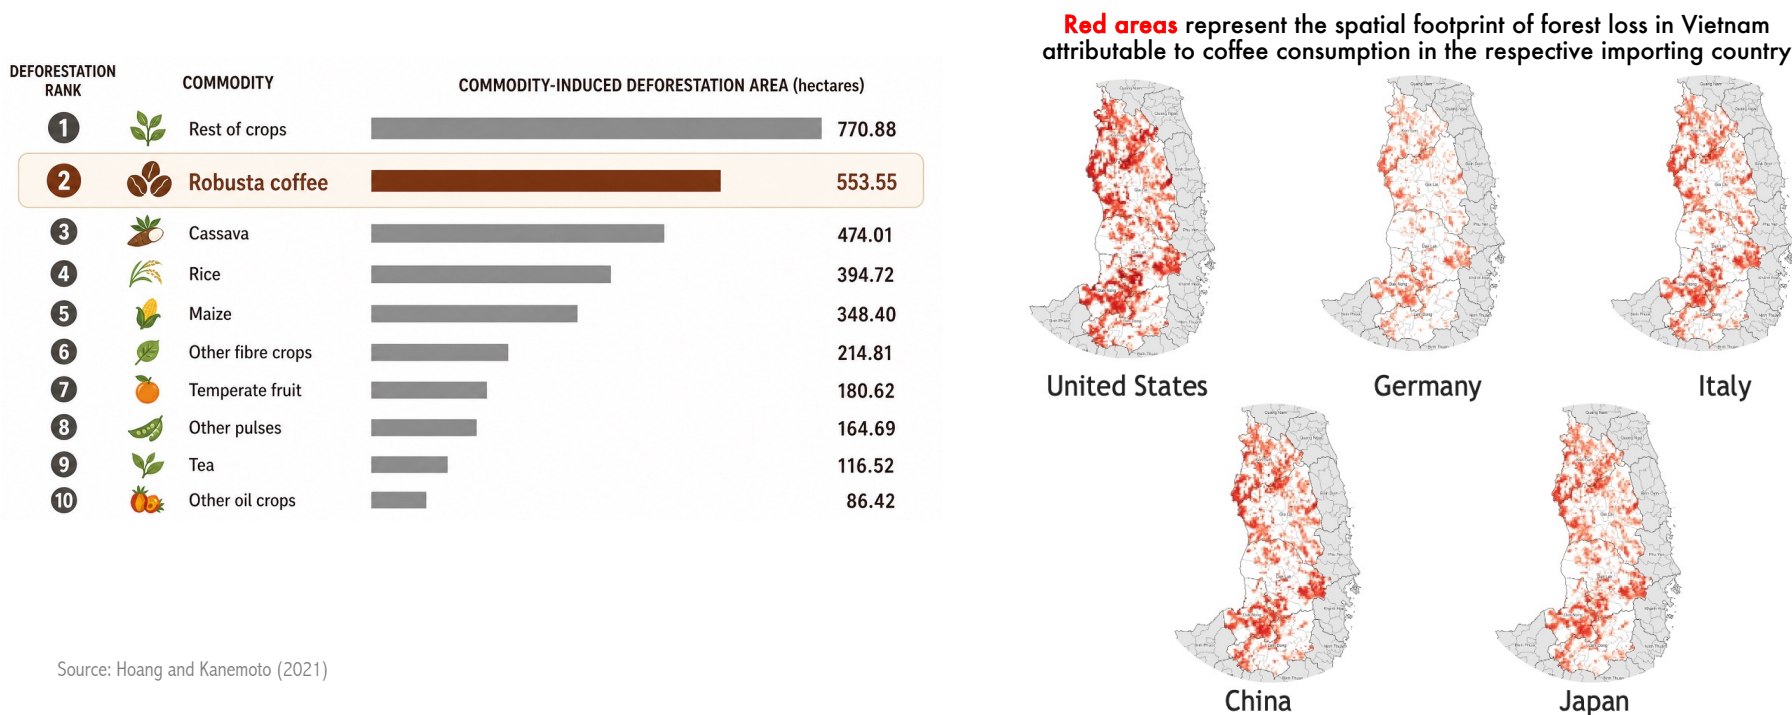 DEFORESTATION
RANK
COMMODITY
COMMODITY-INDUCED DEFORESTATION AREA (hectares)
1 Rest of crops 770.88
2 Robusta coffee 553.55
3 Cassava 474.01
4 Rice 394.72
5 Maize 348.40
6 Other fibre crops 214.81
7 Temperate fruit 180.62
8 Other pulses 164.69
9 Tea 116.52
10 Other oil crops 86.42
Source: Hoang and Kanemoto (2021)
Red areas represent the spatial footprint of forest loss in Vietnam
attributable to coffee consumption in the respective importing country
United States
Germany
Italy
China
Japan